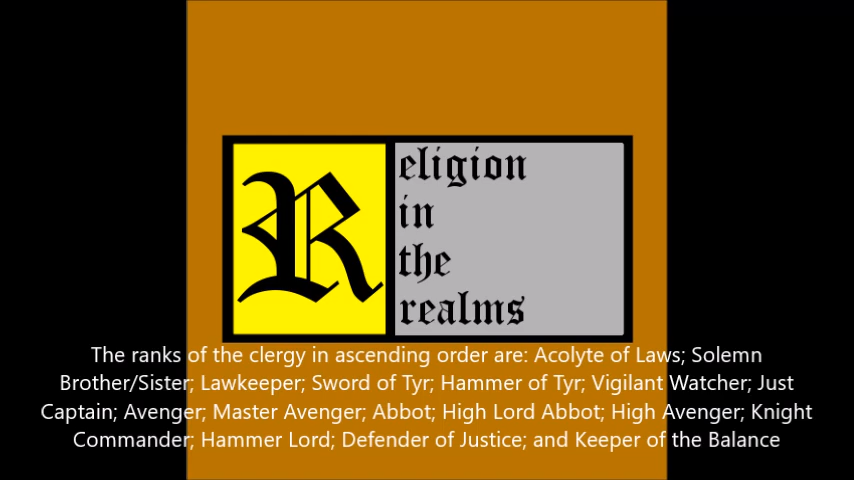 Religion
in
the
realms
The ranks of the clergy in ascending order are: Acolyte of Laws; Solemn
Brother/Sister; Lawkeeper; Sword of Tyr; Hammer of Tyr; Vigilant Watcher; Just
Captain; Avenger; Master Avenger; Abbot; High Lord Abbot; High Avenger; Knight
Commander; Hammer Lord; Defender of Justice; and Keeper of the Balance